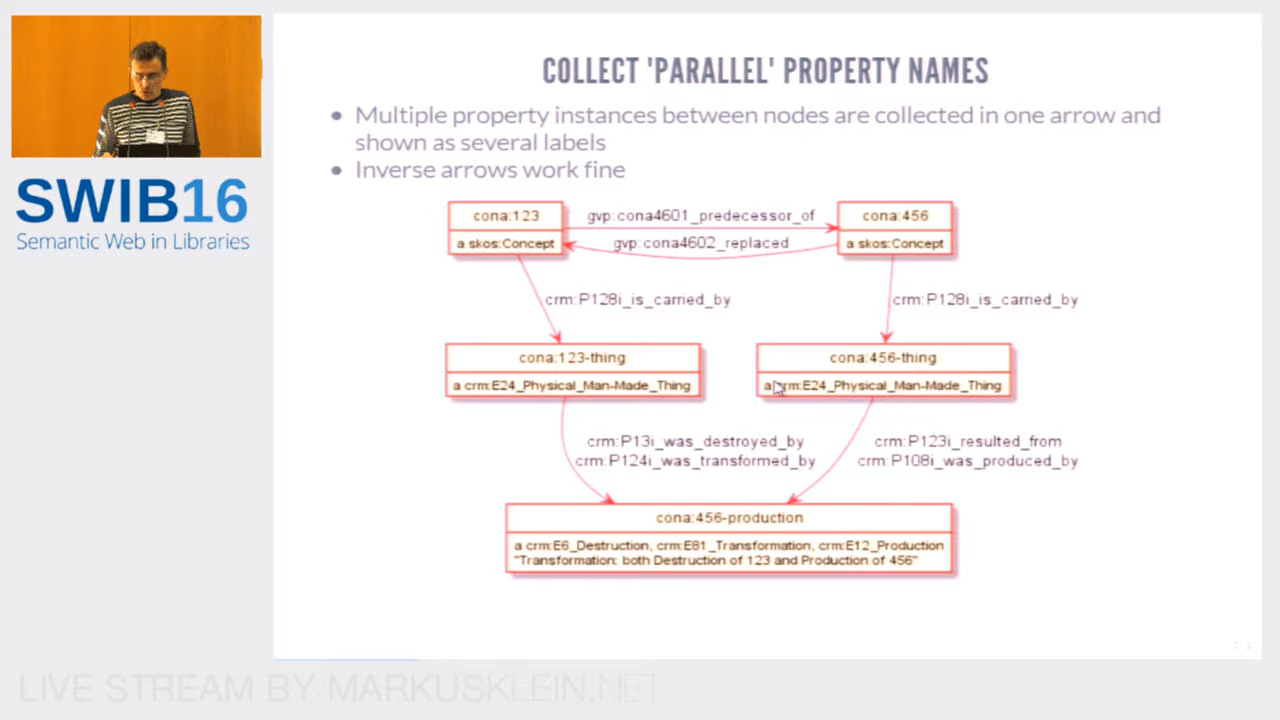 COLLECT 'PARALLEL' PROPERTY NAMES
• Multiple property instances between nodes are collected in one arrow and
shown as several labels
• Inverse arrows work fine
SWIB16
Semantic Web in Libraries
cona:123
a skos:Concept
gvp:cona4601_predecessor_of
gvp:cona4602_replaced
cona:456
a skos:Concept
crm:P128i_is_carried_by
crm:P128i_is_carried_by
cona:123-thing
a crm:E24_Physical_Man-Made_Thing
cona:456-thing
a crm:E24_Physical_Man-Made_Thing
crm:P13i_was_destroyed_by
crm:P124i_was_transformed_by
crm:P123i_resulted_from
crm:P108i_was_produced_by
cona:456-production
a crm:E6_Destruction, crm:E81_Transformation, crm:E12_Production
"Transformation: both Destruction of 123 and Production of 456"
LIVE STREAM BY MARKUSKLEIN.NET